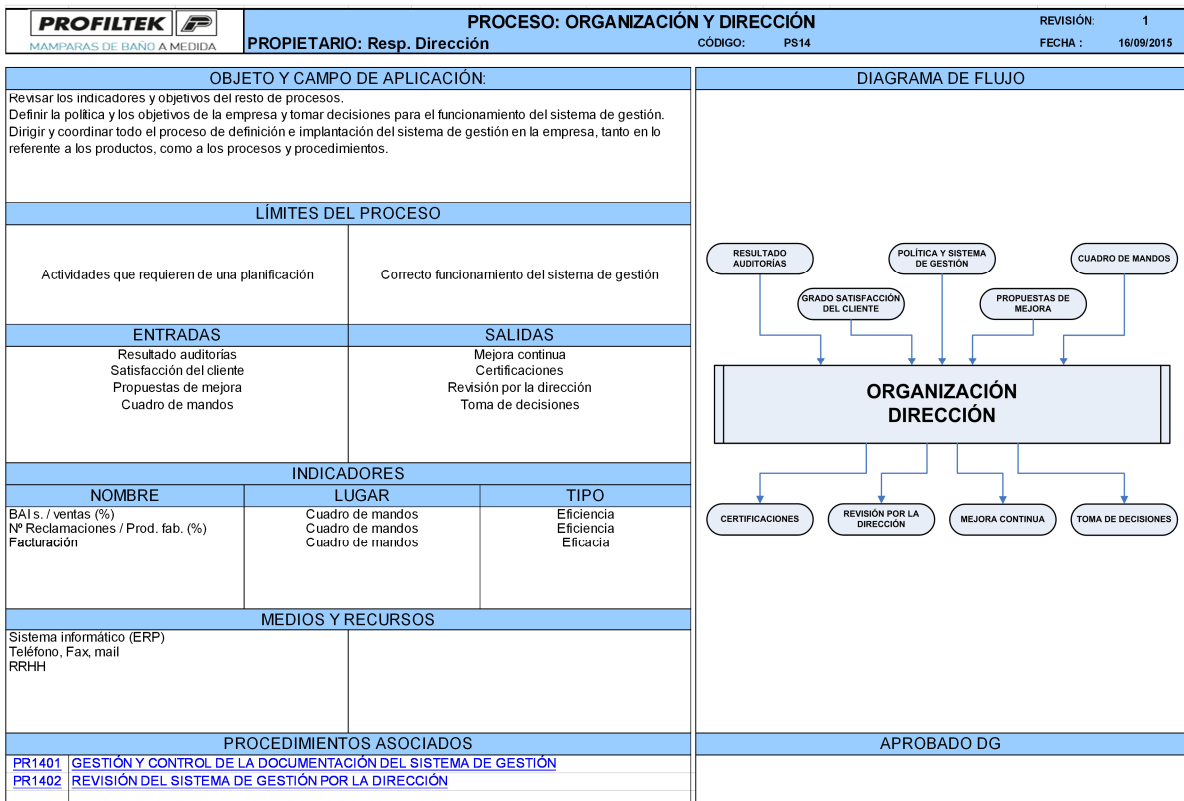 PROFILTEK
MAMPARAS DE BAÑO A MEDIDA
PROCESO: ORGANIZACIÓN Y DIRECCIÓN
PROPIETARIO: Resp. Dirección
CÓDIGO: PS14
REVISIÓN: 1
FECHA : 16/09/2015
OBJETO Y CAMPO DE APLICACIÓN:
Revisar los indicadores y objetivos del resto de procesos.
Definir la política y los objetivos de la empresa y tomar decisiones para el funcionamiento del sistema de gestión.
Dirigir y coordinar todo el proceso de definición e implantación del sistema de gestión en la empresa, tanto en lo
referente a los productos, como a los procesos y procedimientos.
LÍMITES DEL PROCESO
Actividades que requieren de una planificación
Correcto funcionamiento del sistema de gestión
ENTRADAS
Resultado auditorías
Satisfacción del cliente
Propuestas de mejora
Cuadro de mandos
SALIDAS
Mejora continua
Certificaciones
Revisión por la dirección
Toma de decisiones
INDICADORES
NOMBRE LUGAR TIPO
BAI s. / ventas (%) Cuadro de mandos Eficiencia
Nº Reclamaciones / Prod. fab. (%) Cuadro de mandos Eficiencia
Facturación Cuadro de mandos Eficacia
MEDIOS Y RECURSOS
Sistema informático (ERP)
Teléfono, Fax, mail
RRHH
PROCEDIMIENTOS ASOCIADOS
PR1401 GESTIÓN Y CONTROL DE LA DOCUMENTACIÓN DEL SISTEMA DE GESTIÓN
PR1402 REVISIÓN DEL SISTEMA DE GESTIÓN POR LA DIRECCIÓN
DIAGRAMA DE FLUJO
RESULTADO
AUDITORÍAS
POLÍTICA Y SISTEMA
DE GESTIÓN
CUADRO DE MANDOS
GRADO SATISFACCIÓN
DEL CLIENTE
PROPUESTAS DE
MEJORA
ORGANIZACIÓN
DIRECCIÓN
CERTIFICACIONES
REVISIÓN POR LA
DIRECCIÓN
MEJORA CONTINUA
TOMA DE DECISIONES
APROBADO DG